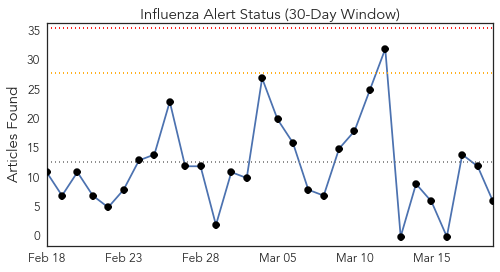 Influenza Alert Status (30-Day Window)
Articles Found
35
30
25
20
15
10
5
0
Feb 18 Feb 23 Feb 28 Mar 05 Mar 10 Mar 15